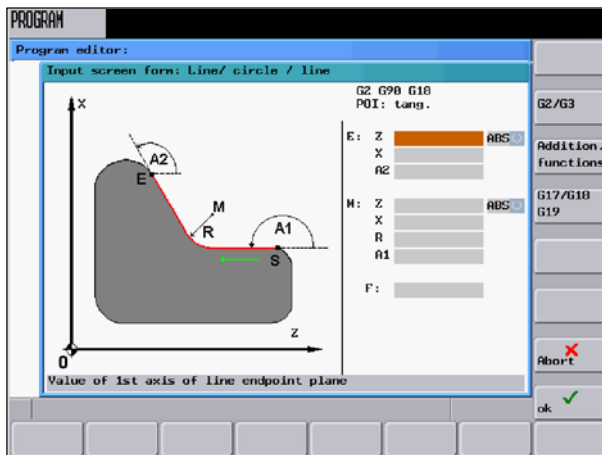 PROGRAM
Program editor:
Input screen form: Line/ circle / line
G2 G90 G18
POI: tang.
X
A2
E
M
R
A1
S
Z
0
E: Z ABS
X
A2
M: Z ABS
X
R
A1
F:
Value of 1st axis of line endpoint plane
G2/G3
Addition.
functions
G17/G18
G19
Abort
ok